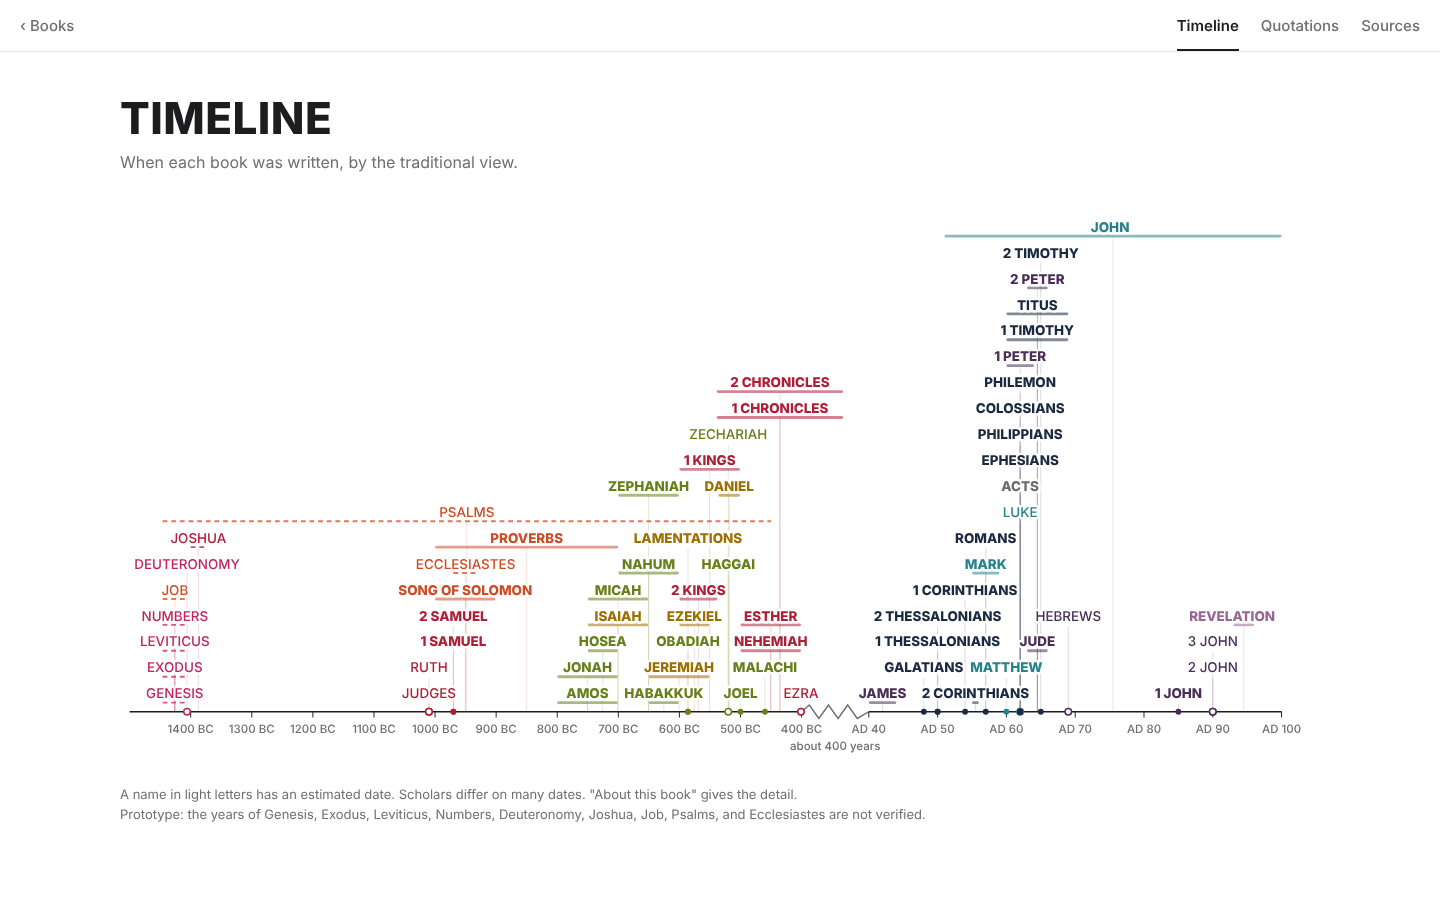 ‹ Books
Timeline Quotations Sources
TIMELINE
When each book was written, by the traditional view.
JOHN
2 TIMOTHY
2 PETER
TITUS
1 TIMOTHY
1 PETER
2 CHRONICLES PHILEMON
1 CHRONICLES COLOSSIANS
ZECHARIAH PHILIPPIANS
1 KINGS EPHESIANS
ZEPHANIAH DANIEL ACTS
PSALMS LUKE
JOSHUA PROVERBS LAMENTATIONS ROMANS
DEUTERONOMY ECCLESIASTES NAHUM HAGGAI MARK
JOB SONG OF SOLOMON MICAH 2 KINGS 1 CORINTHIANS
NUMBERS 2 SAMUEL ISAIAH EZEKIEL ESTHER 2 THESSALONIANS HEBREWS REVELATION
LEVITICUS 1 SAMUEL HOSEA OBADIAH NEHEMIAH 1 THESSALONIANS JUDE 3 JOHN
EXODUS RUTH JONAH JEREMIAH MALACHI GALATIANS MATTHEW 2 JOHN
GENESIS JUDGES AMOS HABAKKUK JOEL EZRA JAMES 2 CORINTHIANS 1 JOHN
1400 BC 1300 BC 1200 BC 1100 BC 1000 BC 900 BC 800 BC 700 BC 600 BC 500 BC 400 BC AD 40 AD 50 AD 60 AD 70 AD 80 AD 90 AD 100
about 400 years
A name in light letters has an estimated date. Scholars differ on many dates. "About this book" gives the detail.
Prototype: the years of Genesis, Exodus, Leviticus, Numbers, Deuteronomy, Joshua, Job, Psalms, and Ecclesiastes are not verified.